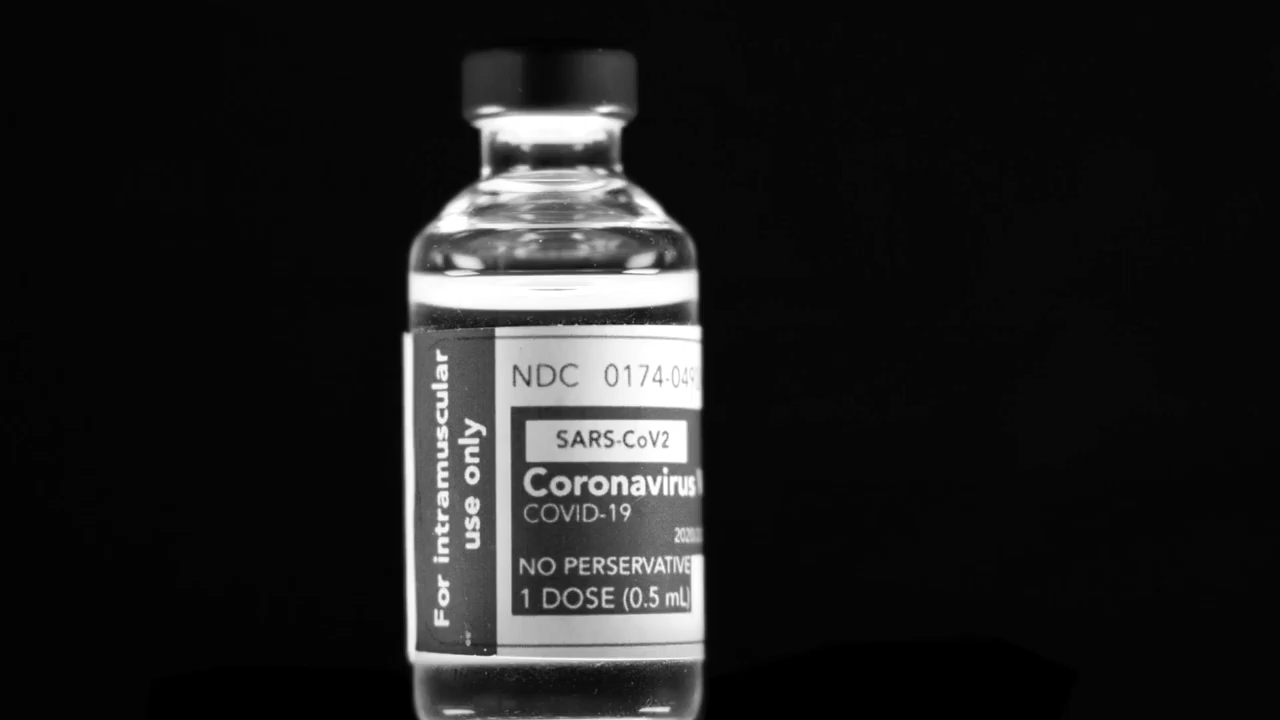 For intramuscular
use only
NDC 0174-049
SARS-CoV2
Coronavirus
COVID-19
2020
NO PERSERVATIVE
1 DOSE (0.5 mL)